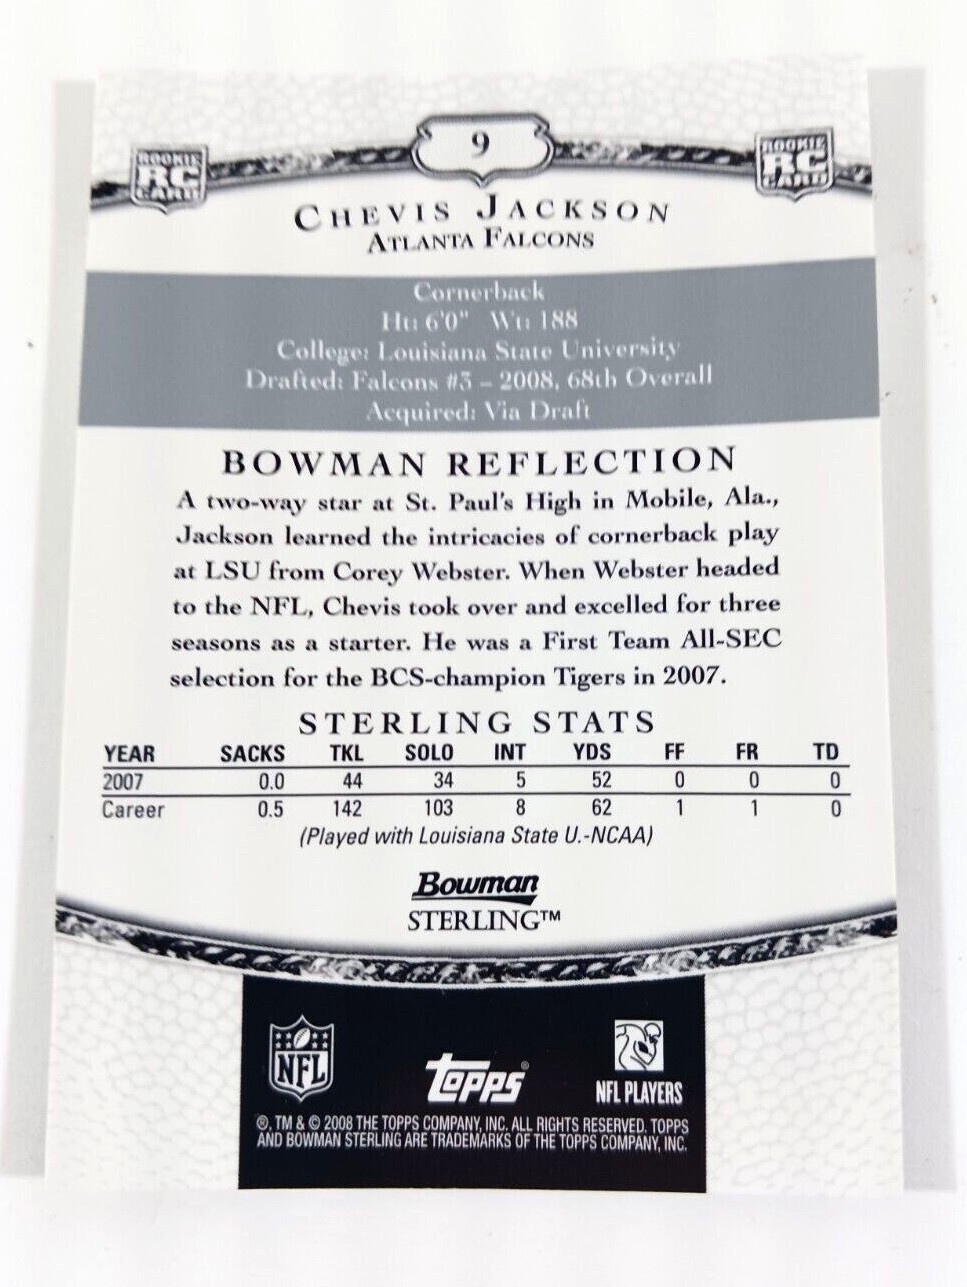 9
ROOKIE
RC
CARD
ROOKIE
RC
CARD
CHEVIS JACKSON
ATLANTA FALCONS
Cornerback
Ht: 6'0" Wt: 188
College: Louisiana State University
Drafted: Falcons #3 – 2008, 68th Overall
Acquired: Via Draft
BOWMAN REFLECTION
A two-way star at St. Paul's High in Mobile, Ala.,
Jackson learned the intricacies of cornerback play
at LSU from Corey Webster. When Webster headed
to the NFL, Chevis took over and excelled for three
seasons as a starter. He was a First Team All-SEC
selection for the BCS-champion Tigers in 2007.
STERLING STATS
YEAR SACKS TKL SOLO INT YDS FF FR TD
2007 0.0 44 34 5 52 0 0 0
Career 0.5 142 103 8 62 1 1 0
(Played with Louisiana State U.-NCAA)
Bowman
STERLING™
NFL
Topps®
NFL PLAYERS
®, TM & © 2008 THE TOPPS COMPANY, INC. ALL RIGHTS RESERVED. TOPPS
AND BOWMAN STERLING ARE TRADEMARKS OF THE TOPPS COMPANY, INC.